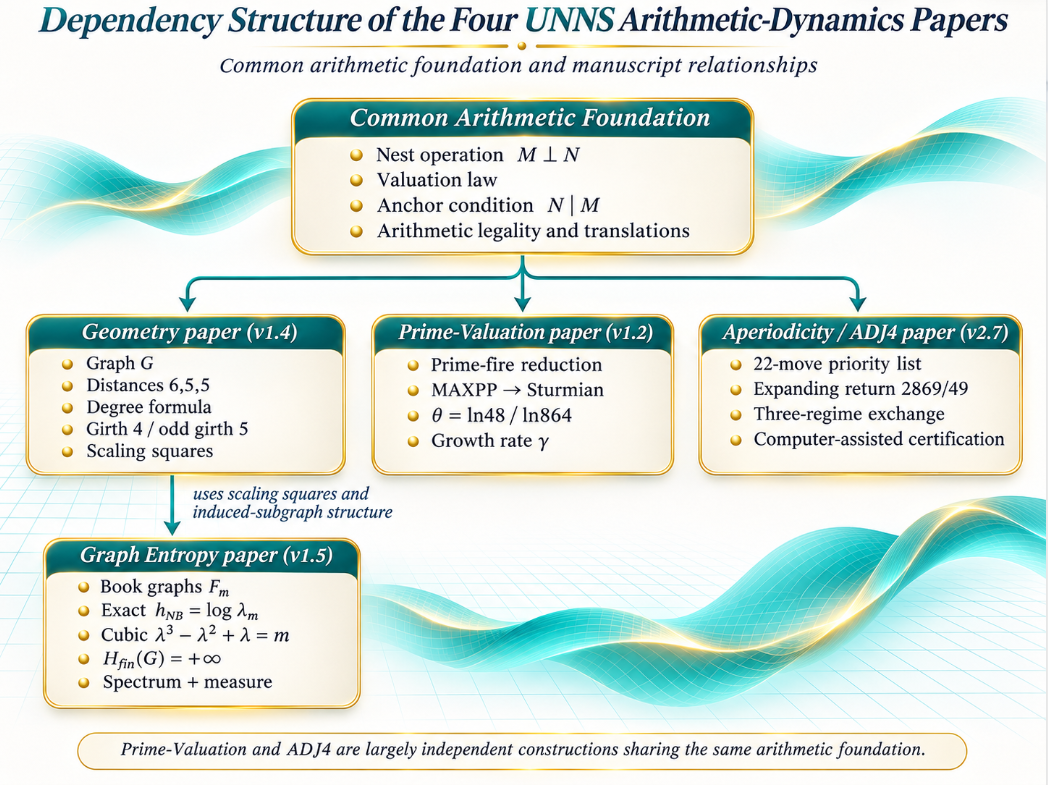 Dependency Structure of the Four UNNS Arithmetic-Dynamics Papers
Common arithmetic foundation and manuscript relationships
Common Arithmetic Foundation
Nest operation M ⊥ N
Valuation law
Anchor condition N | M
Arithmetic legality and translations
Geometry paper (v1.4)
Graph G
Distances 6,5,5
Degree formula
Girth 4 / odd girth 5
Scaling squares
Prime-Valuation paper (v1.2)
Prime-fire reduction
MAXPP → Sturmian
θ = ln48 / ln864
Growth rate γ
Aperiodicity / ADJ4 paper (v2.7)
22-move priority list
Expanding return 2869/49
Three-regime exchange
Computer-assisted certification
uses scaling squares and
induced-subgraph structure
Graph Entropy paper (v1.5)
Book graphs Fₘ
Exact h_NB = log λₘ
Cubic λ³ − λ² + λ = m
H_fin(G) = +∞
Spectrum + measure
Prime-Valuation and ADJ4 are largely independent constructions sharing the same arithmetic foundation.